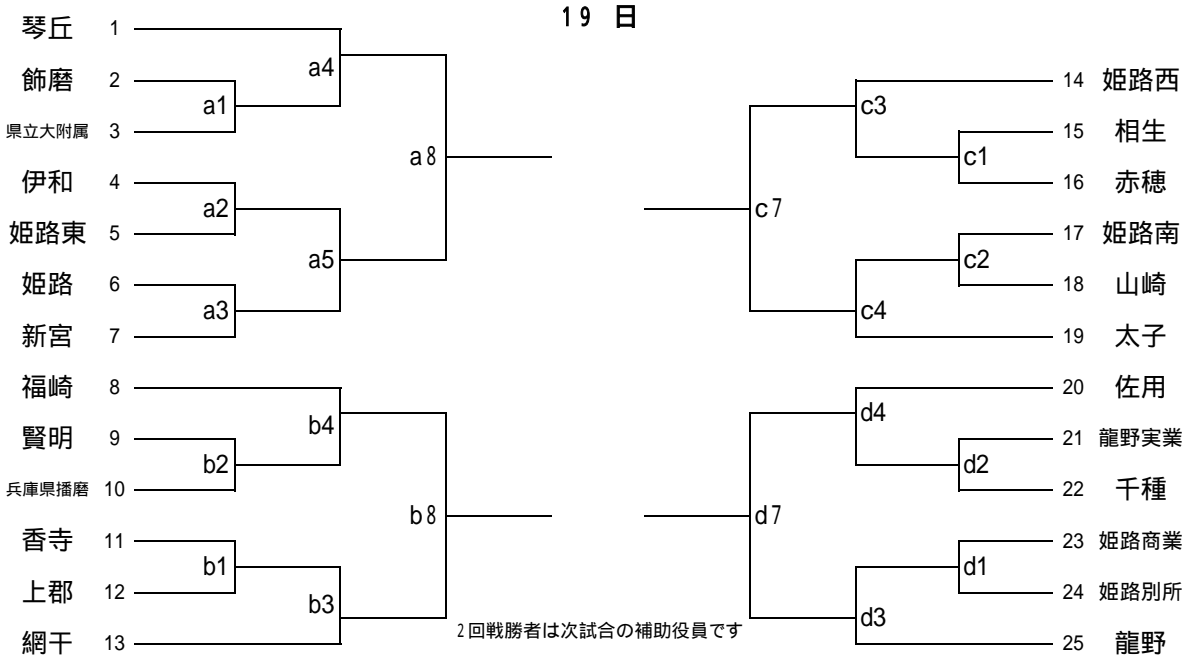 19 日
琴丘 1
飾磨 2
県立大附属 3
伊和 4
姫路東 5
姫路 6
新宮 7
福崎 8
賢明 9
兵庫県播磨 10
香寺 11
上郡 12
網干 13
a4
a1
a8
a2
a5
a3
b4
b2
b8
b1
b3
14 姫路西
15 相生
16 赤穂
17 姫路南
18 山崎
19 太子
20 佐用
21 龍野実業
22 千種
23 姫路商業
24 姫路別所
25 龍野
c3
c1
c7
c2
c4
d4
d2
d7
d1
d3
2回戦勝者は次試合の補助役員です